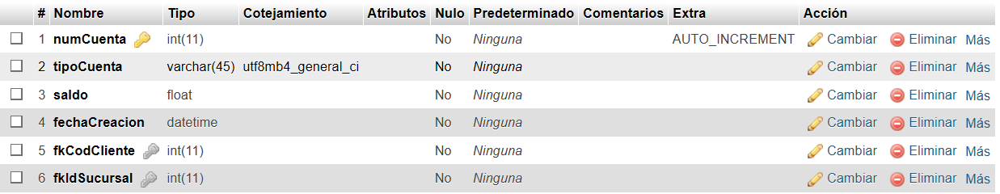 # Nombre Tipo Cotejamiento Atributos Nulo Predeterminado Comentarios Extra Acción
1 numCuenta int(11) No Ninguna AUTO_INCREMENT Cambiar Eliminar Más
2 tipoCuenta varchar(45) utf8mb4_general_ci No Ninguna Cambiar Eliminar Más
3 saldo float No Ninguna Cambiar Eliminar Más
4 fechaCreacion datetime No Ninguna Cambiar Eliminar Más
5 fkCodCliente int(11) No Ninguna Cambiar Eliminar Más
6 fkIdSucursal int(11) No Ninguna Cambiar Eliminar Más